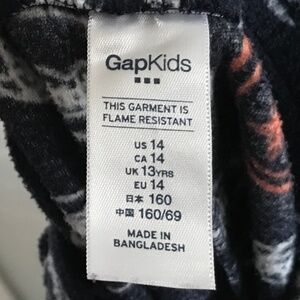 GapKids
THIS GARMENT IS
FLAME RESISTANT
US 14
CA 14
UK 13YRS
EU 14
日本 160
中国 160/69
MADE IN
BANGLADESH